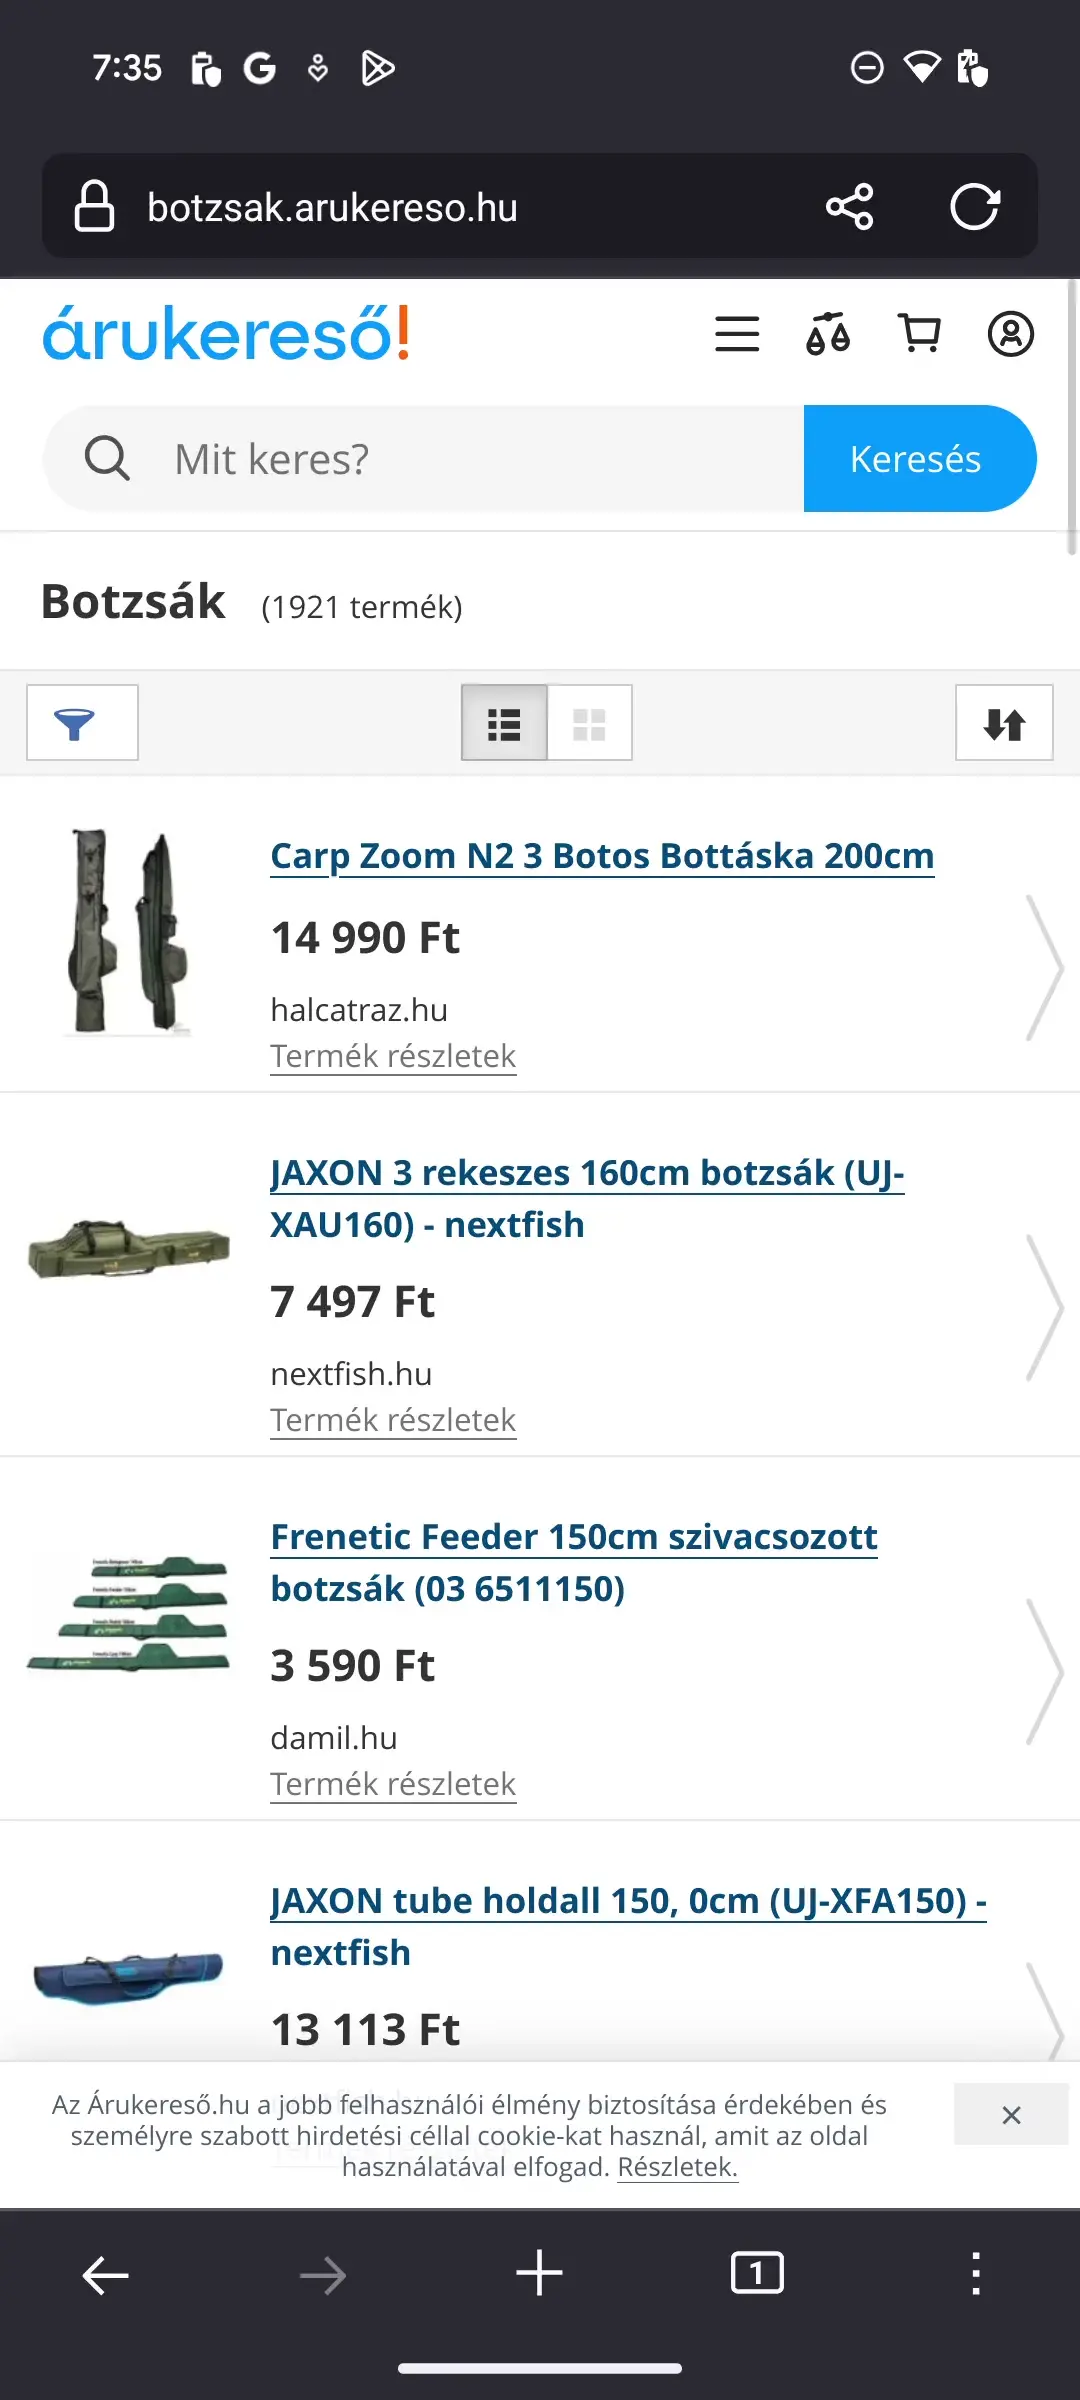 7:35
botzsak.arukereso.hu
árukereső!
Mit keres?
Keresés
Botzsák (1921 termék)
Carp Zoom N2 3 Botos Bottáska 200cm
14 990 Ft
halcatraz.hu
Termék részletek
JAXON 3 rekeszes 160cm botzsák (UJ-
XAU160) - nextfish
7 497 Ft
nextfish.hu
Termék részletek
Frenetic Feeder 150cm szivacsozott
botzsák (03 6511150)
3 590 Ft
damil.hu
Termék részletek
JAXON tube holdall 150, 0cm (UJ-XFA150) -
nextfish
13 113 Ft
Az Árukereső.hu a jobb felhasználói élmény biztosítása érdekében és
személyre szabott hirdetési céllal cookie-kat használ, amit az oldal
használatával elfogad. Részletek.
1